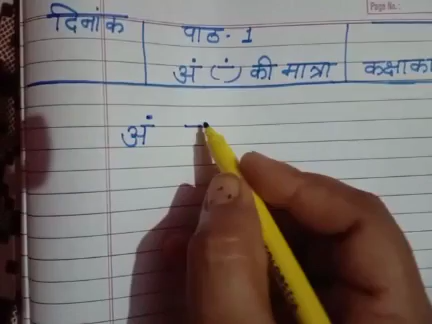 Page No.:
दिनांक पाठ - 1
अं (ं) की मात्रा कक्षाका
अं -